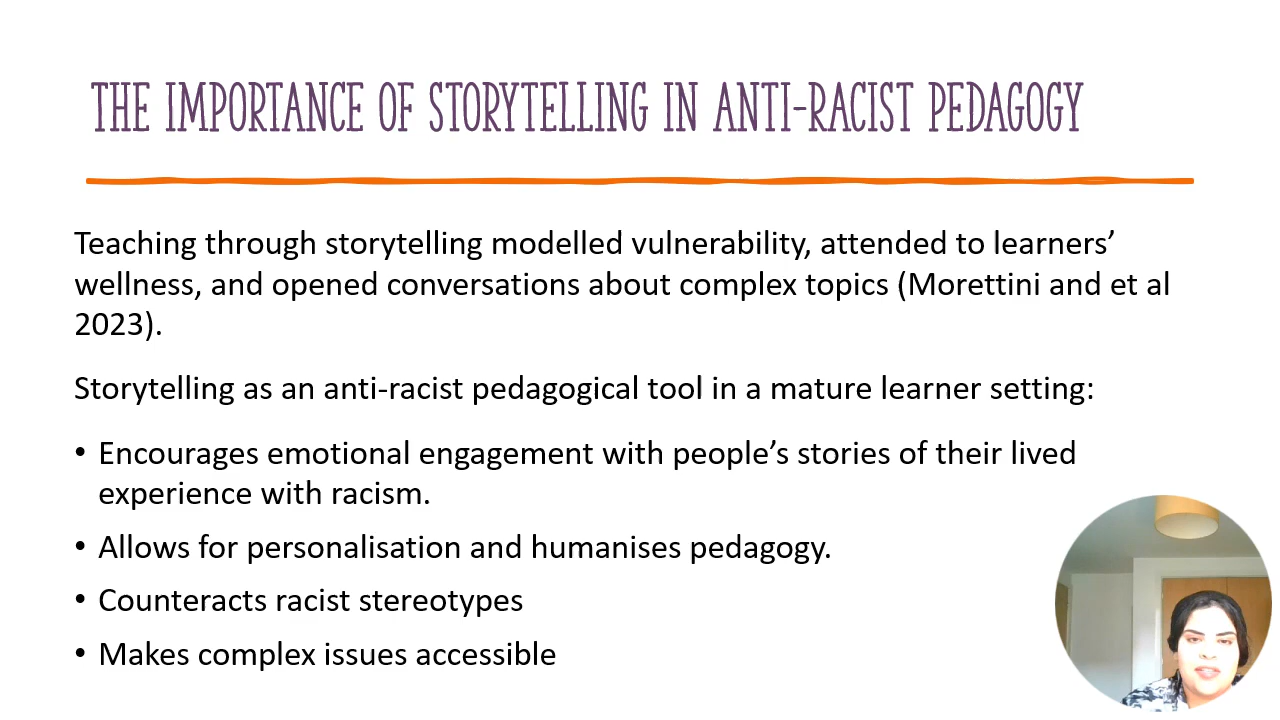 THE IMPORTANCE OF STORYTELLING IN ANTI-RACIST PEDAGOGY
Teaching through storytelling modelled vulnerability, attended to learners’
wellness, and opened conversations about complex topics (Morettini and et al
2023).
Storytelling as an anti-racist pedagogical tool in a mature learner setting:
• Encourages emotional engagement with people’s stories of their lived
experience with racism.
• Allows for personalisation and humanises pedagogy.
• Counteracts racist stereotypes
• Makes complex issues accessible